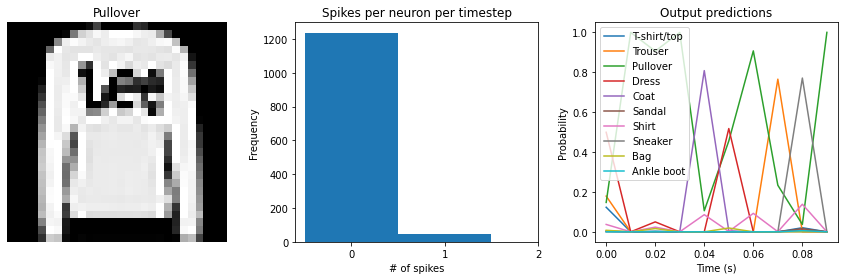 Pullover
Spikes per neuron per timestep
Frequency
1200
1000
800
600
400
200
0
0
1
2
# of spikes
Output predictions
Probability
1.0
0.8
0.6
0.4
0.2
0.0
T-shirt/top
Trouser
Pullover
Dress
Coat
Sandal
Shirt
Sneaker
Bag
Ankle boot
0.00
0.02
0.04
0.06
0.08
Time (s)